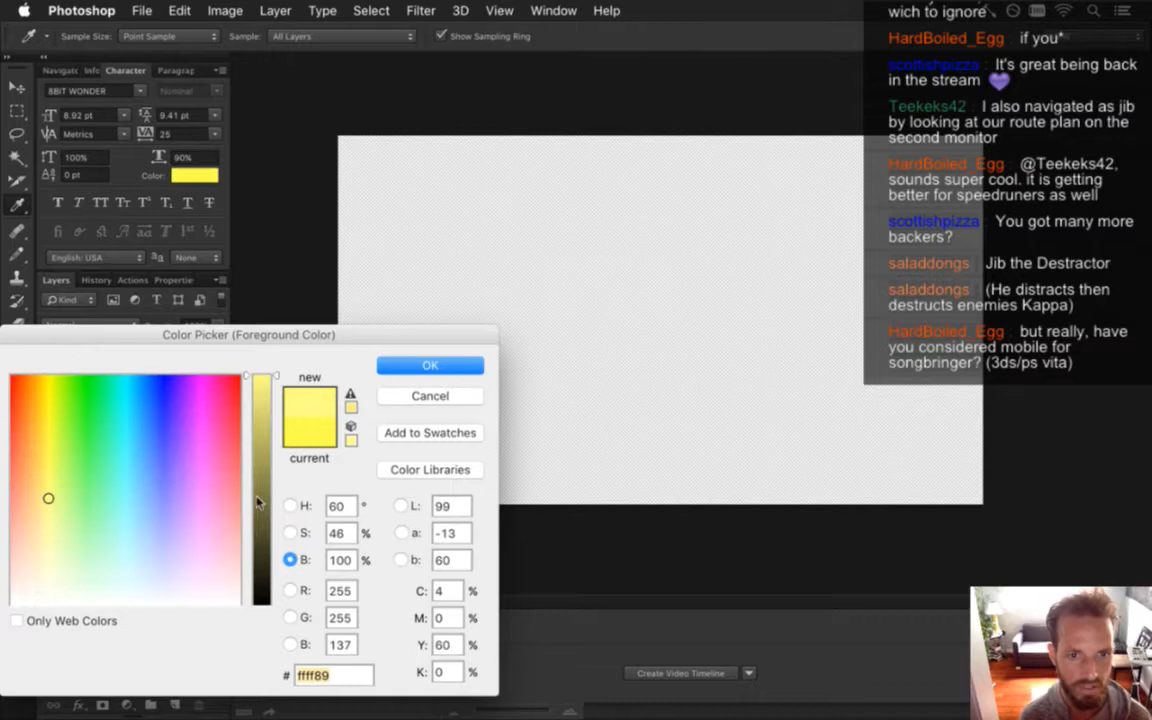 Photoshop File Edit Image Layer Type Select Filter 3D View Window Help
Sample Size: Point Sample Sample: All Layers Show Sampling Ring
Navigatc Info Character Paragrap
8BIT WONDER Nominal
8.92 pt 9.41 pt
Metrics 25
100% 90%
0 pt Color:
English: USA None
Layers History Actions Propertie
Kind
Color Picker (Foreground Color)
new
current
OK
Cancel
Add to Swatches
Color Libraries
H: 60 ° L: 99
S: 46 % a: -13
B: 100 % b: 60
R: 255 C: 4 %
G: 255 M: 0 %
B: 137 Y: 60 %
# ffff89 K: 0 %
Only Web Colors
Create Video Timeline
wich to ignore
HardBoiled_Egg if you*
scottishpizza : It's great being back
in the stream
Teekeks42 : I also navigated as jib
by looking at our route plan on the
second monitor
HardBoiled_Egg : @Teekeks42,
sounds super cool. it is getting
better for speedruners as well
scottishpizza : You got many more
backers?
saladdongs : Jib the Destractor
saladdongs : (He distracts then
destructs enemies Kappa)
HardBoiled_Egg : but really, have
you considered mobile for
songbringer? (3ds/ps vita)